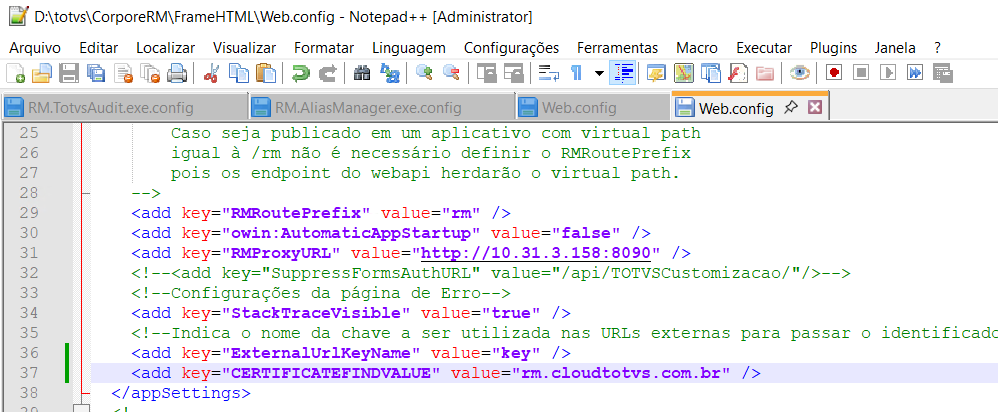 D:\totvs\CorporeRM\FrameHTML\Web.config - Notepad++ [Administrator]
Arquivo Editar Localizar Visualizar Formatar Linguagem Configurações Ferramentas Macro Executar Plugins Janela ?
RM.TotvsAudit.exe.config RM.AliasManager.exe.config Web.config Web.config
25 Caso seja publicado em um aplicativo com virtual path
26 igual à /rm não é necessário definir o RMRoutePrefix
27 pois os endpoint do webapi herdarão o virtual path.
28 -->
29 <add key="RMRoutePrefix" value="rm" />
30 <add key="owin:AutomaticAppStartup" value="false" />
31 <add key="RMProxyURL" value="http://10.31.3.158:8090" />
32 <!--<add key="SuppressFormsAuthURL" value="/api/TOTVSCustomizacao/"/>-->
33 <!--Configurações da página de Erro-->
34 <add key="StackTraceVisible" value="true" />
35 <!--Indica o nome da chave a ser utilizada nas URLs externas para passar o identificado
36 <add key="ExternalUrlKeyName" value="key" />
37 <add key="CERTIFICATEFINDVALUE" value="rm.cloudtotvs.com.br" />
38 </appSettings>